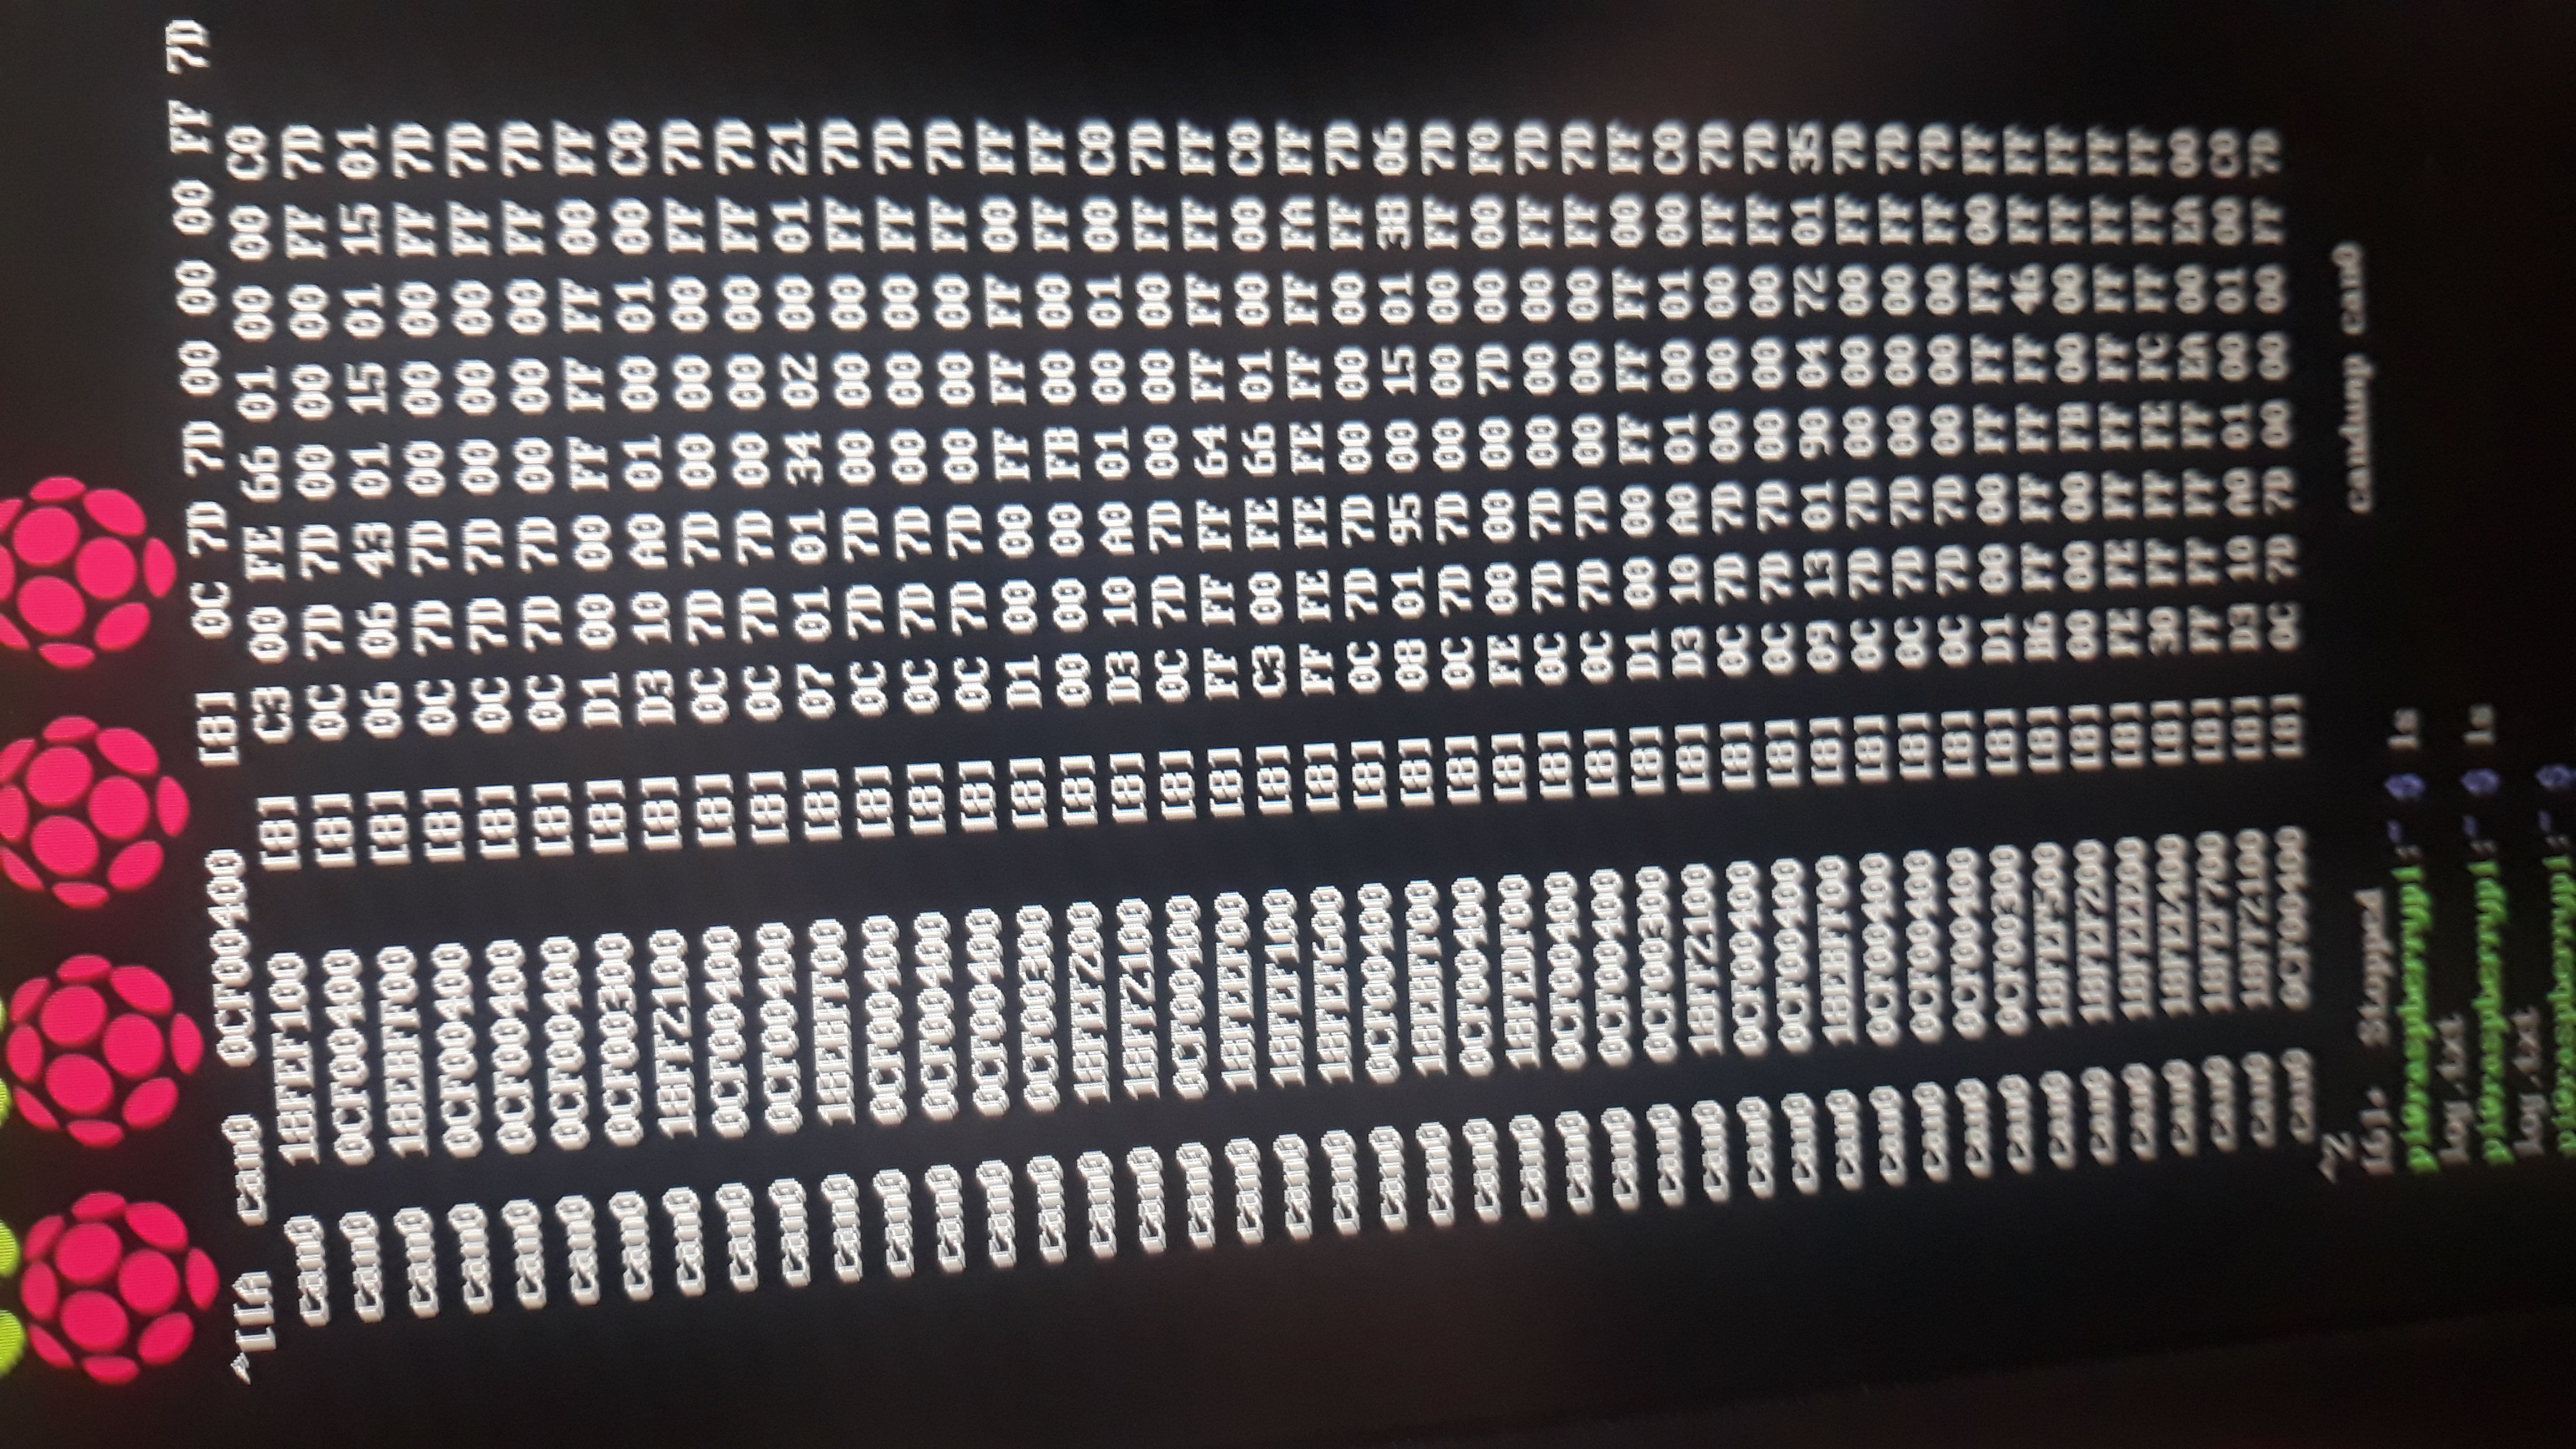 ^[[A can0 0CF00400 [8] 0C 7D 7D 00 00 00 FF 7D
can0 18FEF100 [8] C3 00 FE 66 01 00 00 C0
can0 0CF00400 [8] 0C 7D 7D 00 00 00 FF 7D
can0 18EBFF00 [8] 06 06 43 01 15 01 15 01
can0 0CF00400 [8] 0C 7D 7D 00 00 00 FF 7D
can0 0CF00400 [8] 0C 7D 7D 00 00 00 FF 7D
can0 0CF00400 [8] 0C 7D 7D 00 00 00 FF 7D
can0 0CF00300 [8] D1 00 00 FF FF FF 00 FF
can0 18FF2100 [8] D3 10 A0 01 00 01 00 C0
can0 0CF00400 [8] 0C 7D 7D 00 00 00 FF 7D
can0 0CF00400 [8] 0C 7D 7D 00 00 00 FF 7D
can0 18EBFF00 [8] 07 01 01 34 02 00 01 21
can0 0CF00400 [8] 0C 7D 7D 00 00 00 FF 7D
can0 0CF00400 [8] 0C 7D 7D 00 00 00 FF 7D
can0 0CF00400 [8] 0C 7D 7D 00 00 00 FF 7D
can0 0CF00300 [8] D1 00 00 FF FF FF 00 FF
can0 18FEF200 [8] 00 00 00 FB 00 00 FF FF
can0 18FF2100 [8] D3 10 A0 01 00 01 00 C0
can0 0CF00400 [8] 0C 7D 7D 00 00 00 FF 7D
can0 18FEEF00 [8] FF FF FF 64 FF FF FF FF
can0 18FEF100 [8] C3 00 FE 66 01 00 00 C0
can0 18FEF600 [8] FF FE FE FE FF FF FA FF
can0 0CF00400 [8] 0C 7D 7D 00 00 00 FF 7D
can0 18EBFF00 [8] 08 01 95 00 15 01 38 06
can0 0CF00400 [8] 0C 7D 7D 00 00 00 FF 7D
can0 18FEDF00 [8] FE 00 00 00 7D 00 00 F0
can0 0CF00400 [8] 0C 7D 7D 00 00 00 FF 7D
can0 0CF00400 [8] 0C 7D 7D 00 00 00 FF 7D
can0 0CF00300 [8] D1 00 00 FF FF FF 00 FF
can0 18FF2100 [8] D3 10 A0 01 00 01 00 C0
can0 0CF00400 [8] 0C 7D 7D 00 00 00 FF 7D
can0 0CF00400 [8] 0C 7D 7D 00 00 00 FF 7D
can0 18EBFF00 [8] 09 13 01 90 04 72 01 35
can0 0CF00400 [8] 0C 7D 7D 00 00 00 FF 7D
can0 0CF00400 [8] 0C 7D 7D 00 00 00 FF 7D
can0 0CF00400 [8] 0C 7D 7D 00 00 00 FF 7D
can0 0CF00300 [8] D1 00 00 FF FF FF 00 FF
can0 18FEF500 [8] B6 FF FF FF FF 46 FF FF
can0 18FEF200 [8] 00 00 00 FB 00 00 FF FF
can0 18FEEE00 [8] FE FE FF FF FF FF FF FF
can0 18FEE400 [8] 30 FF FF FE FC FF FF FF
can0 18FEF700 [8] FF FF FF FF EA 00 EA 00
can0 18FF2100 [8] D3 10 A0 01 00 01 00 C0
can0 0CF00400 [8] 0C 7D 7D 00 00 00 FF 7D
^Z
[6]+ Stopped candump can0
pi@raspberrypi:~ $ ls
log.txt
pi@raspberrypi:~ $ ls
log.txt
pi@raspberrypi:~ $